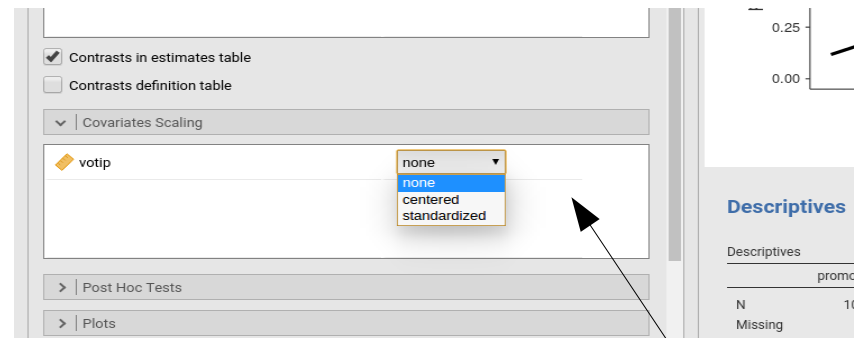 Contrasts in estimates table
Contrasts definition table
Covariates Scaling
votip none
none
centered
standardized
Post Hoc Tests
Plots
0.25
0.00
Descriptives
Descriptives
N
Missing